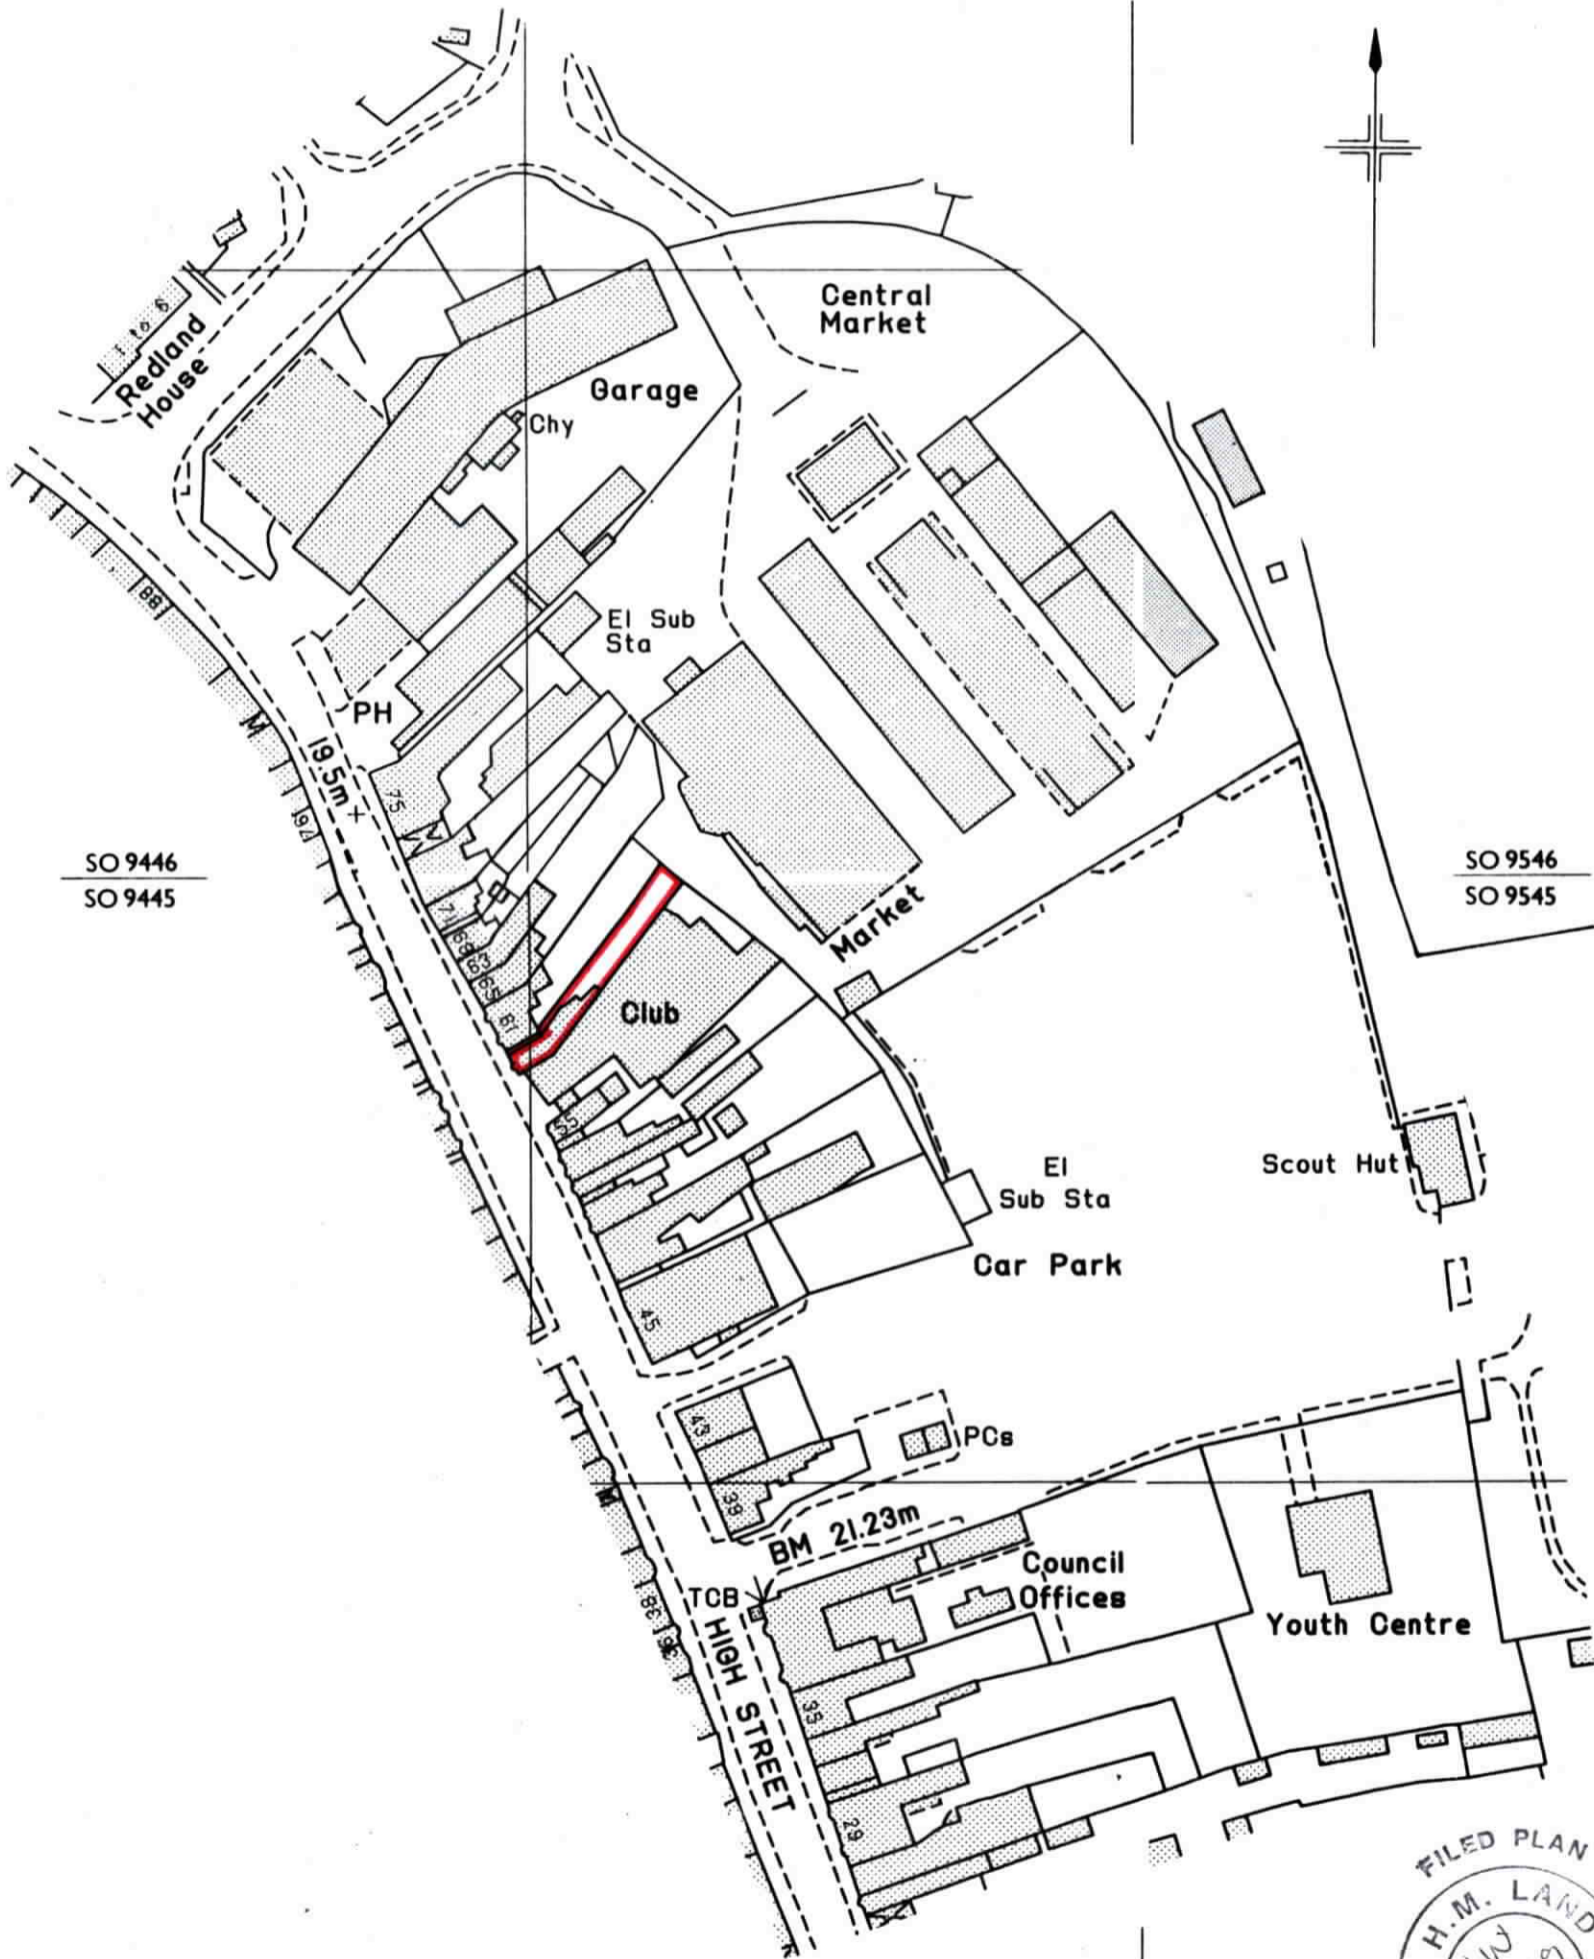 1 to 6
Redland
House
Central
Market
Garage
Chy
88
El Sub
Sta
PH
19.5m
75
76
SO 9446
SO 9445
SO 9546
SO 9545
71
69
63
65
61
Market
Club
El
Sub Sta
Scout Hut
Car Park
45
43
39
PCs
BM 21.23m
TCB
Council
Offices
Youth Centre
38
36
HIGH STREET
35
29
FILED PLAN
H.M. LAND